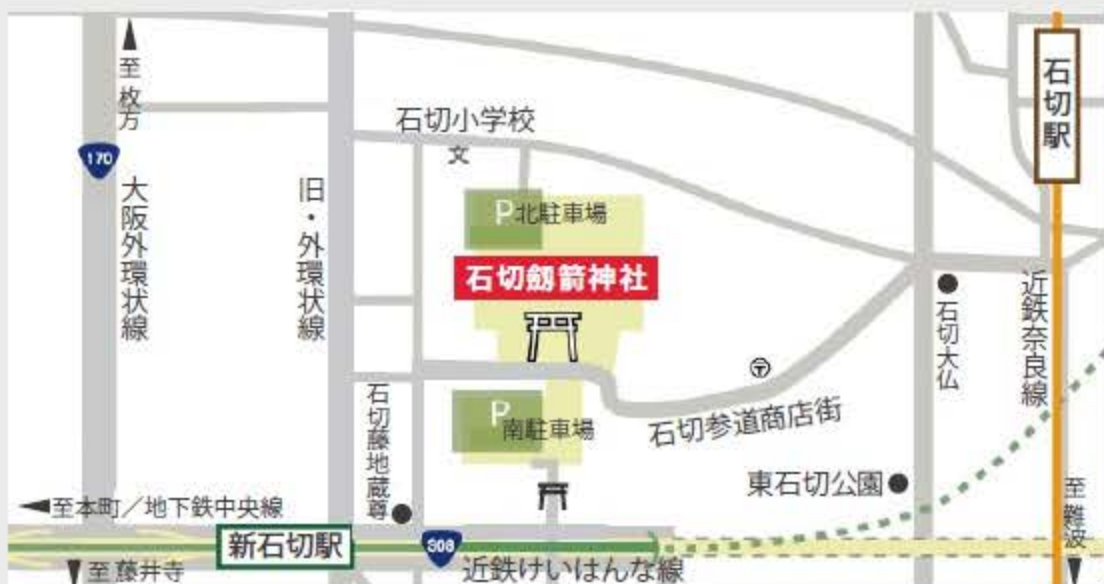 至
枚方
170
大阪外環状線
旧・外環状線
石切小学校
文
P北駐車場
石切劔箭神社
石切駅
近鉄奈良線
石切大仏
〒
石切参道商店街
石切藤地蔵尊
P
南駐車場
東石切公園
至難波
至本町/地下鉄中央線
新石切駅
308
近鉄けいはんな線
至藤井寺